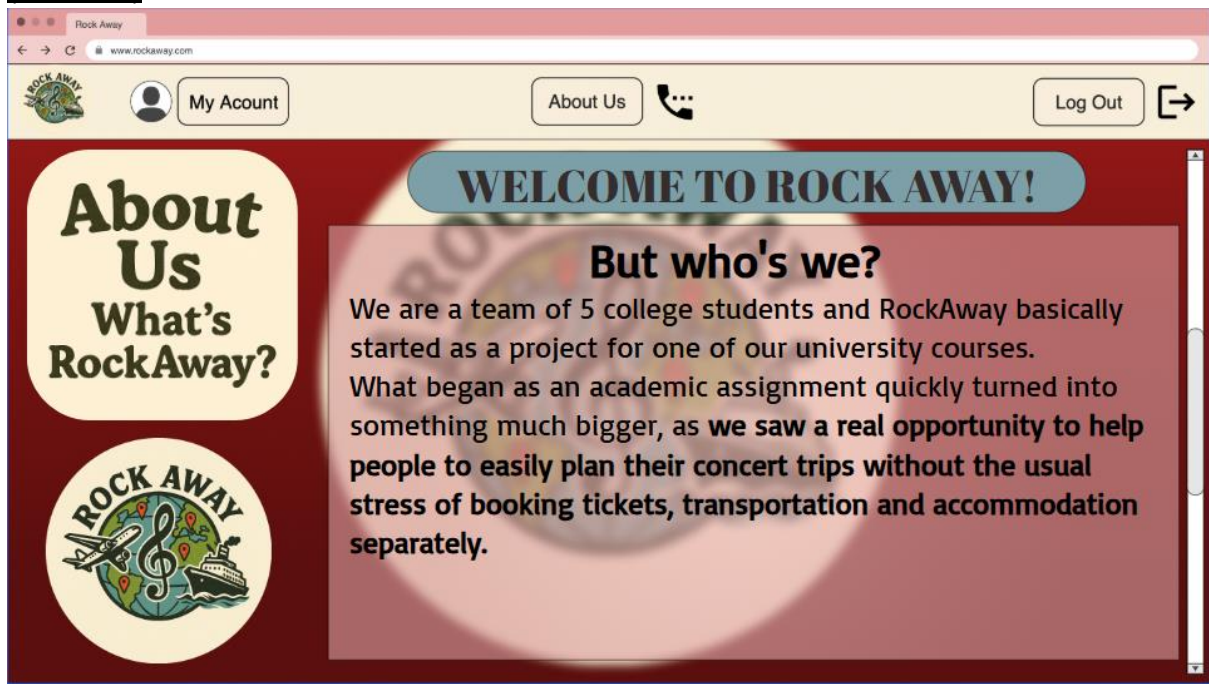 Rock Away
www.rockaway.com
ROCK AWAY
My Acount
About Us
Log Out
About
Us
What's
RockAway?
ROCK AWAY
WELCOME TO ROCK AWAY!
ROCK AWAY
But who's we?
We are a team of 5 college students and RockAway basically
started as a project for one of our university courses.
What began as an academic assignment quickly turned into
something much bigger, as we saw a real opportunity to help
people to easily plan their concert trips without the usual
stress of booking tickets, transportation and accommodation
separately.